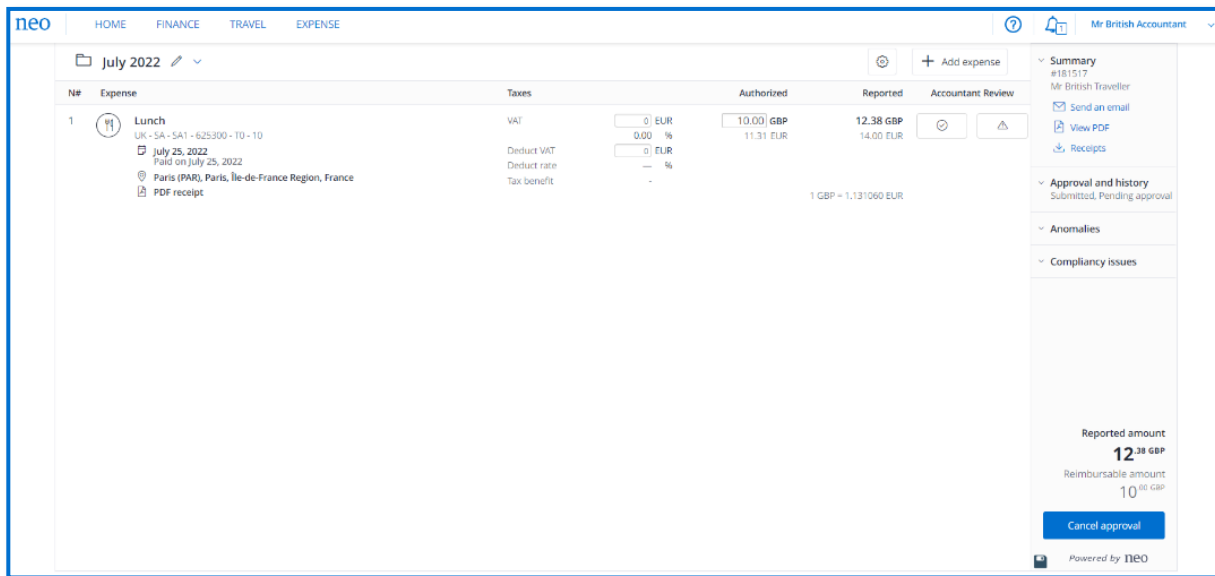 neo HOME FINANCE TRAVEL EXPENSE 1 Mr British Accountant
July 2022 Add expense
N# Expense Taxes Authorized Reported Accountant Review
1 Lunch VAT 0 EUR 10.00 GBP 12.38 GBP
UK - SA - SA1 - 625300 - T0 - 10 0.00 % 11.31 EUR 14.00 EUR
July 25, 2022 Deduct VAT 0 EUR
Paid on July 25, 2022 Deduct rate — %
Paris (PAR), Paris, Île-de-France Region, France Tax benefit -
PDF receipt 1 GBP = 1.131060 EUR
Summary
#181517
Mr British Traveller
Send an email
View PDF
Receipts
Approval and history
Submitted, Pending approval
Anomalies
Compliancy issues
Reported amount
12.38 GBP
Reimbursable amount
10.00 GBP
Cancel approval
Powered by neo